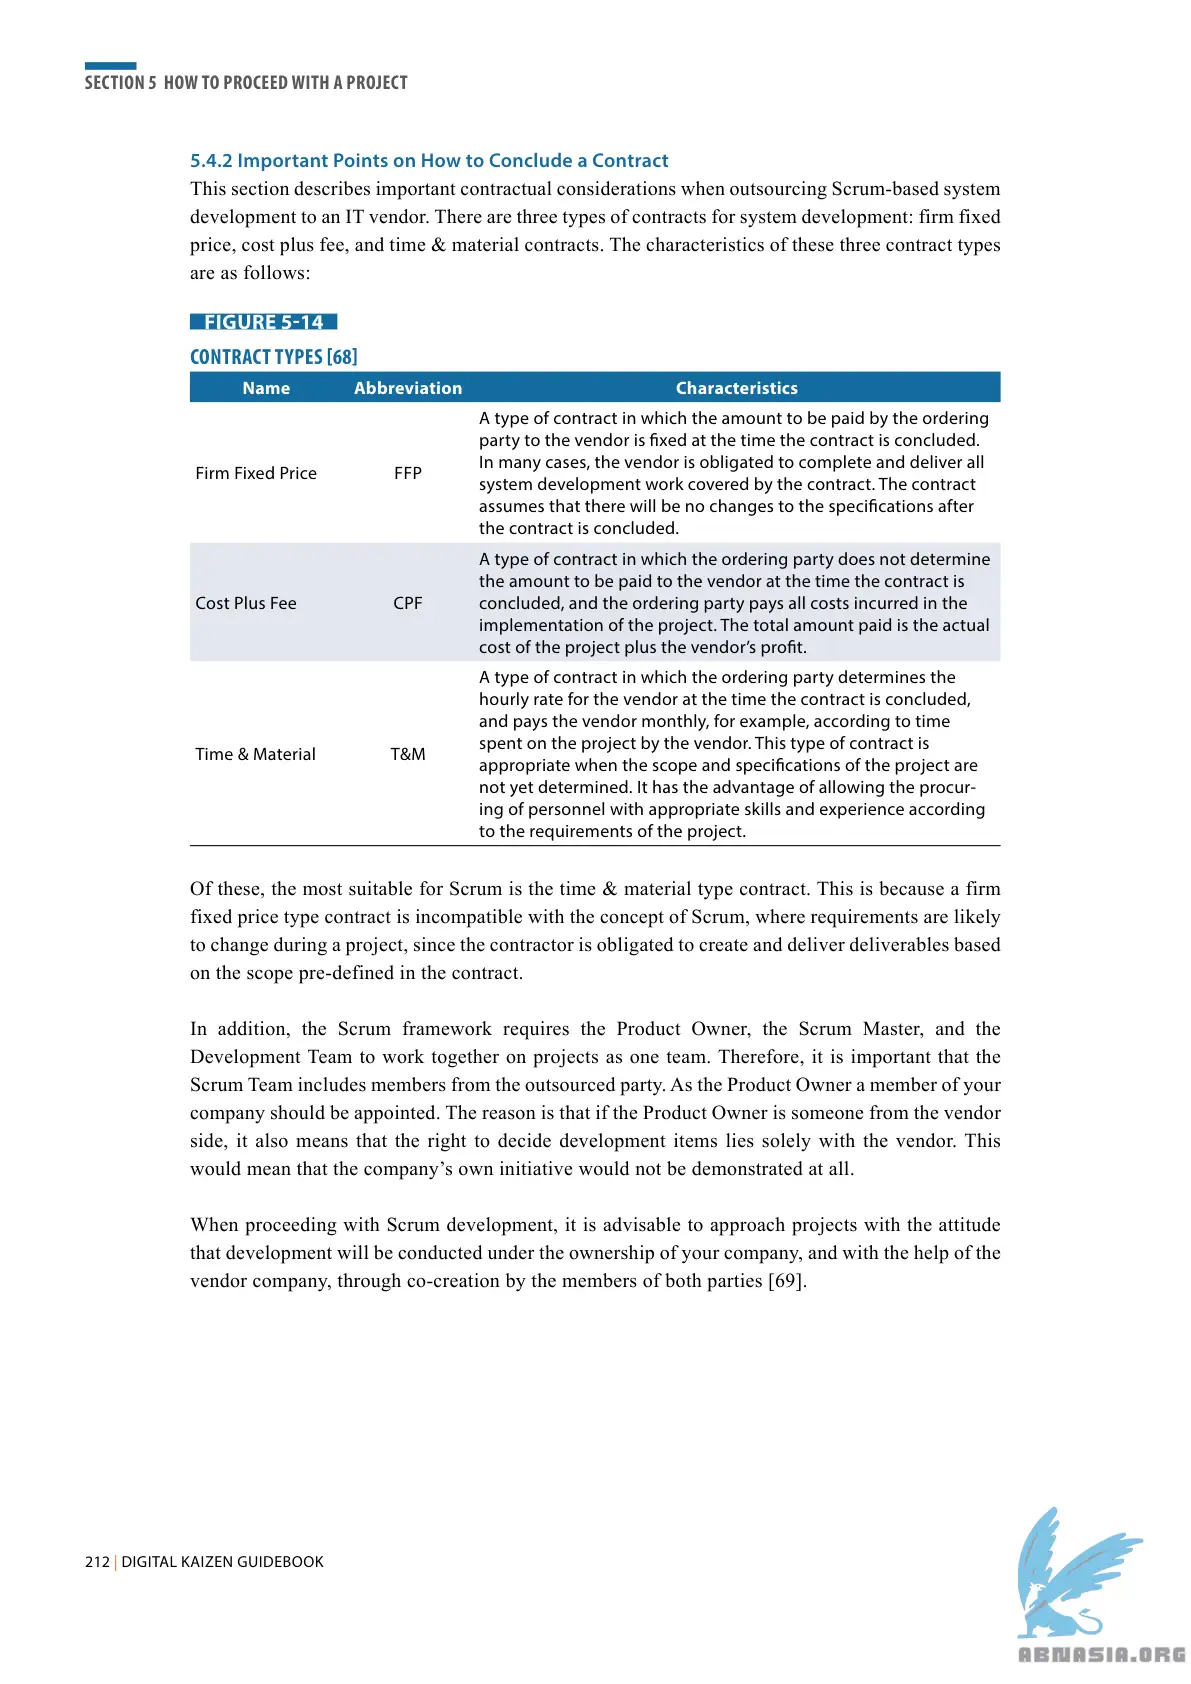 SECTION 5 HOW TO PROCEED WITH A PROJECT
5.4.2 Important Points on How to Conclude a Contract
This section describes important contractual considerations when outsourcing Scrum-based system
development to an IT vendor. There are three types of contracts for system development: firm fixed
price, cost plus fee, and time & material contracts. The characteristics of these three contract types
are as follows:
FIGURE 5-14
CONTRACT TYPES [68]
Name Abbreviation Characteristics
Firm Fixed Price FFP
A type of contract in which the amount to be paid by the ordering
party to the vendor is fixed at the time the contract is concluded.
In many cases, the vendor is obligated to complete and deliver all
system development work covered by the contract. The contract
assumes that there will be no changes to the specifications after
the contract is concluded.
Cost Plus Fee CPF
A type of contract in which the ordering party does not determine
the amount to be paid to the vendor at the time the contract is
concluded, and the ordering party pays all costs incurred in the
implementation of the project. The total amount paid is the actual
cost of the project plus the vendor's profit.
Time & Material T&M
A type of contract in which the ordering party determines the
hourly rate for the vendor at the time the contract is concluded,
and pays the vendor monthly, for example, according to time
spent on the project by the vendor. This type of contract is
appropriate when the scope and specifications of the project are
not yet determined. It has the advantage of allowing the procur-
ing of personnel with appropriate skills and experience according
to the requirements of the project.
Of these, the most suitable for Scrum is the time & material type contract. This is because a firm
fixed price type contract is incompatible with the concept of Scrum, where requirements are likely
to change during a project, since the contractor is obligated to create and deliver deliverables based
on the scope pre-defined in the contract.
In addition, the Scrum framework requires the Product Owner, the Scrum Master, and the
Development Team to work together on projects as one team. Therefore, it is important that the
Scrum Team includes members from the outsourced party. As the Product Owner a member of your
company should be appointed. The reason is that if the Product Owner is someone from the vendor
side, it also means that the right to decide development items lies solely with the vendor. This
would mean that the company's own initiative would not be demonstrated at all.
When proceeding with Scrum development, it is advisable to approach projects with the attitude
that development will be conducted under the ownership of your company, and with the help of the
vendor company, through co-creation by the members of both parties [69].
212 | DIGITAL KAIZEN GUIDEBOOK
ABNASIA.ORG